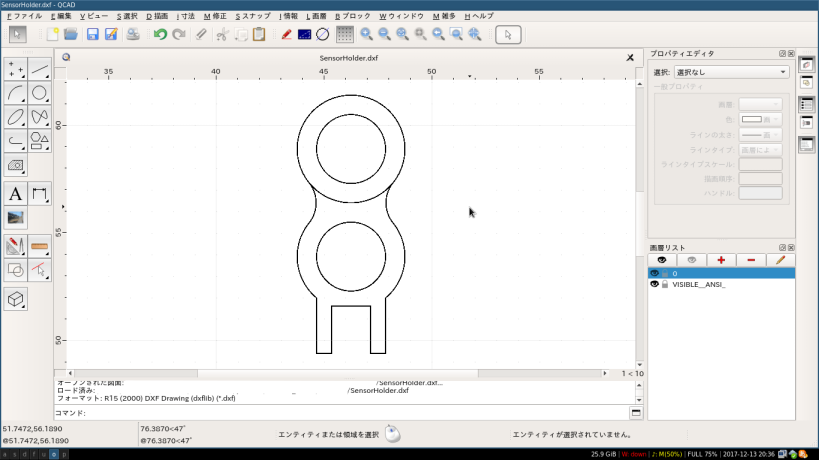 SensorHolder.dxf - QCAD
F ファイル E 編集 V ビュー S 選択 D 描画 I 寸法 M 修正 S スナップ I 情報 L 画層 B ブロック W ウィンドウ M 雑多 H ヘルプ
SensorHolder.dxf
35 40 45 50 55
60
55
50
A
1 < 10
プロパティエディタ
選択: 選択なし
一般プロパティ
画層:
色:
ラインの太さ:
ラインタイプ: 画層によ
ラインタイプスケール:
描画順序:
ハンドル:
画層リスト
0
VISIBLE__ANSI_
オープンされた図面: /SensorHolder.dxf...
ロード済み: /SensorHolder.dxf
フォーマット: R15 (2000) DXF Drawing (dxflib) (*.dxf)
コマンド:
51.7472,56.1890
@51.7472,56.1890
76.3870<47°
@76.3870<47°
エンティティまたは領域を選択
エンティティが選択されていません。
a s d f u o p
25.9 GiB | W: down | ♪: M(50%) | FULL 75% | 2017-12-13 20:36